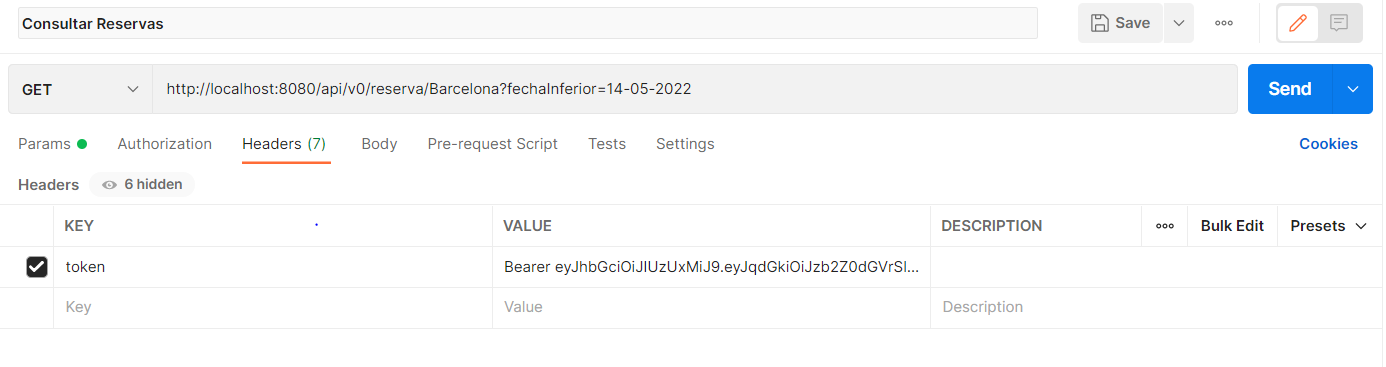 Consultar Reservas
Save
GET
http://localhost:8080/api/v0/reserva/Barcelona?fechaInferior=14-05-2022
Send
Params
Authorization
Headers (7)
Body
Pre-request Script
Tests
Settings
Cookies
Headers
6 hidden
KEY
VALUE
DESCRIPTION
Bulk Edit
Presets
token
Bearer eyJhbGciOiJIUzUxMiJ9.eyJqdGkiOiJzb2Z0dGVrSl...
Key
Value
Description